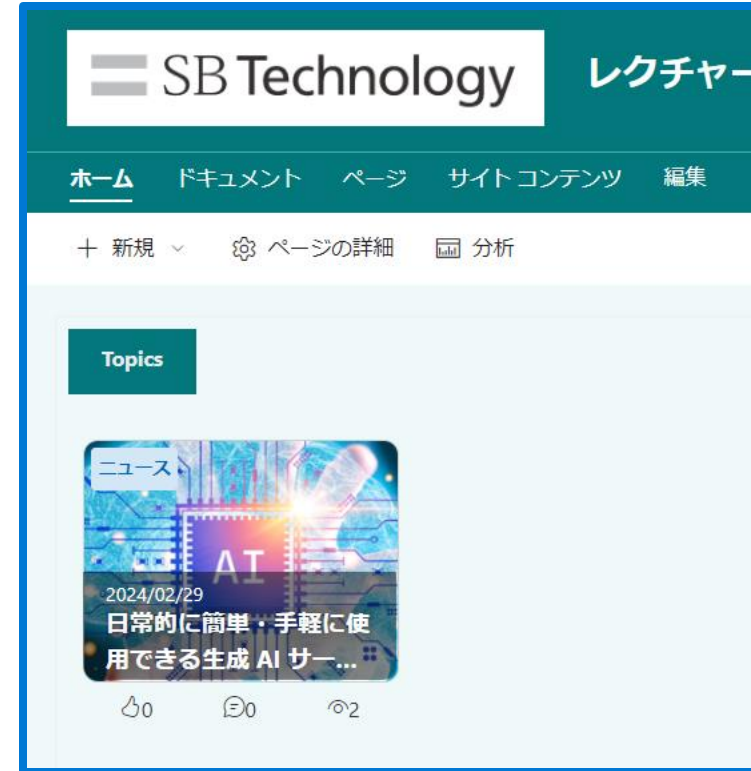 SB Technology
レクチャー
ホーム ドキュメント ページ サイト コンテンツ 編集
新規 ページの詳細 分析
Topics
ニュース
AI
2024/02/29
日常的に簡単・手軽に使
用できる生成 AI サー...
0 0 2